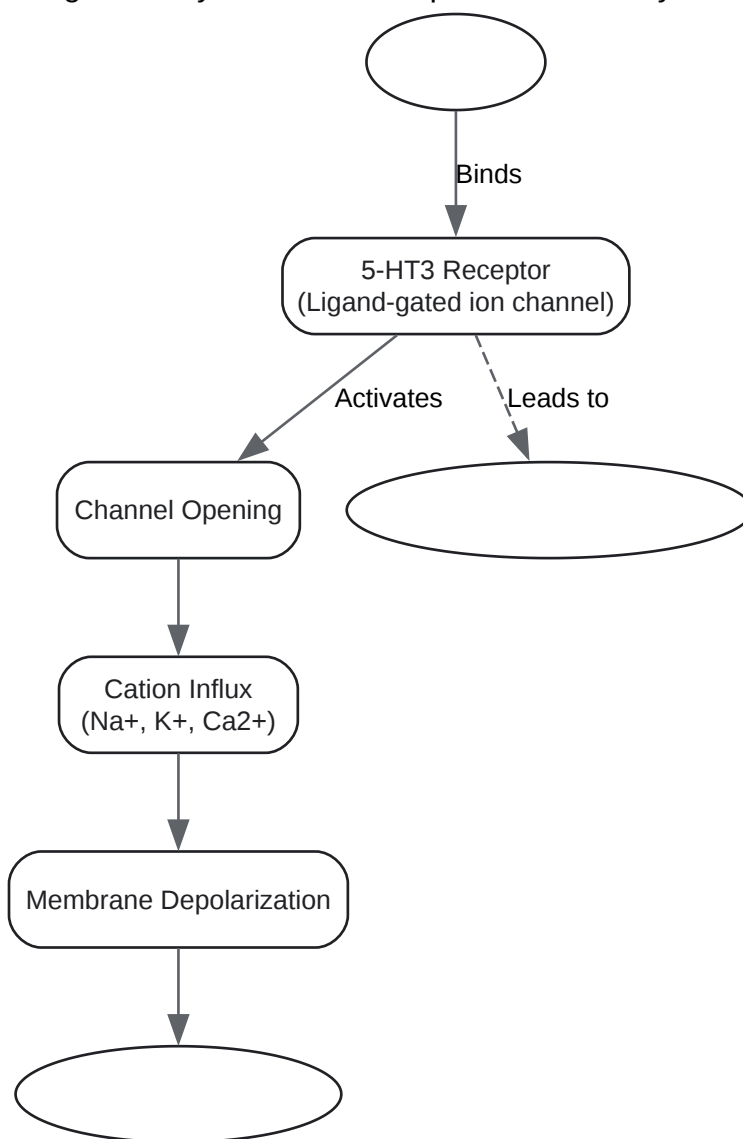 Binds
5-HT3 Receptor
(Ligand-gated ion channel)
Activates
Leads to
Channel Opening
Cation Influx
(Na+, K+, Ca2+)
Membrane Depolarization